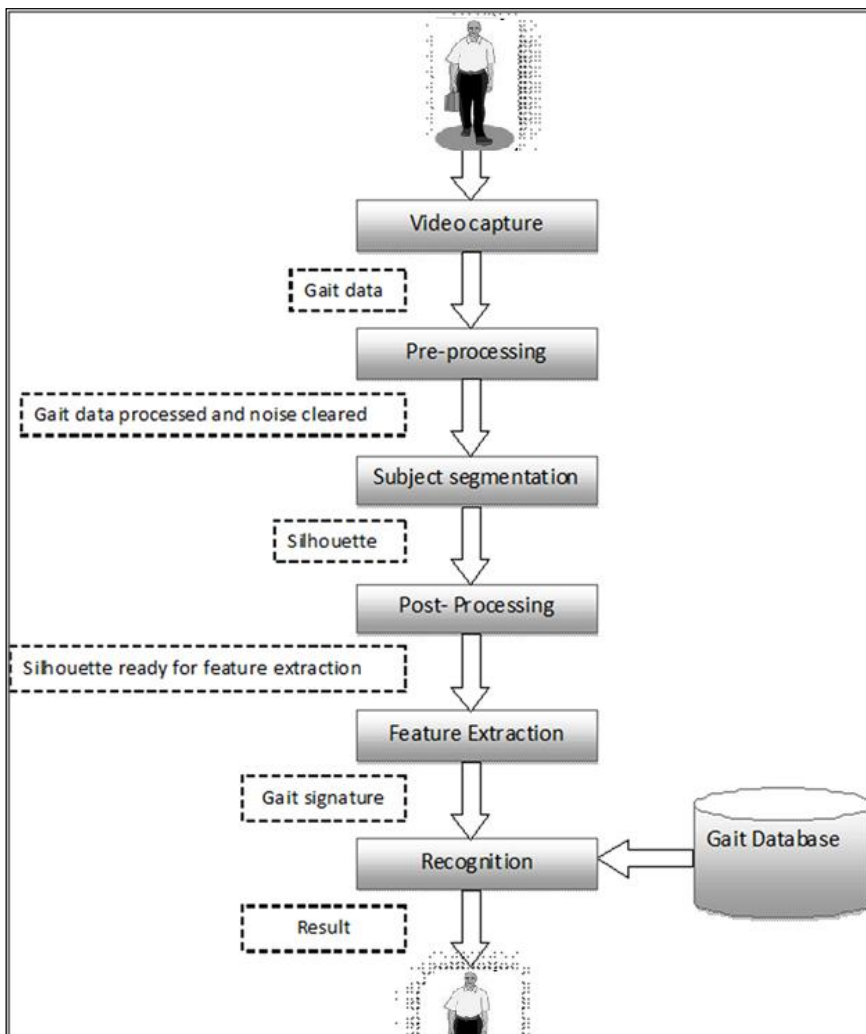 Video capture
Gait data
Pre-processing
Gait data processed and noise cleared
Subject segmentation
Silhouette
Post- Processing
Silhouette ready for feature extraction
Feature Extraction
Gait signature
Gait Database
Recognition
Result